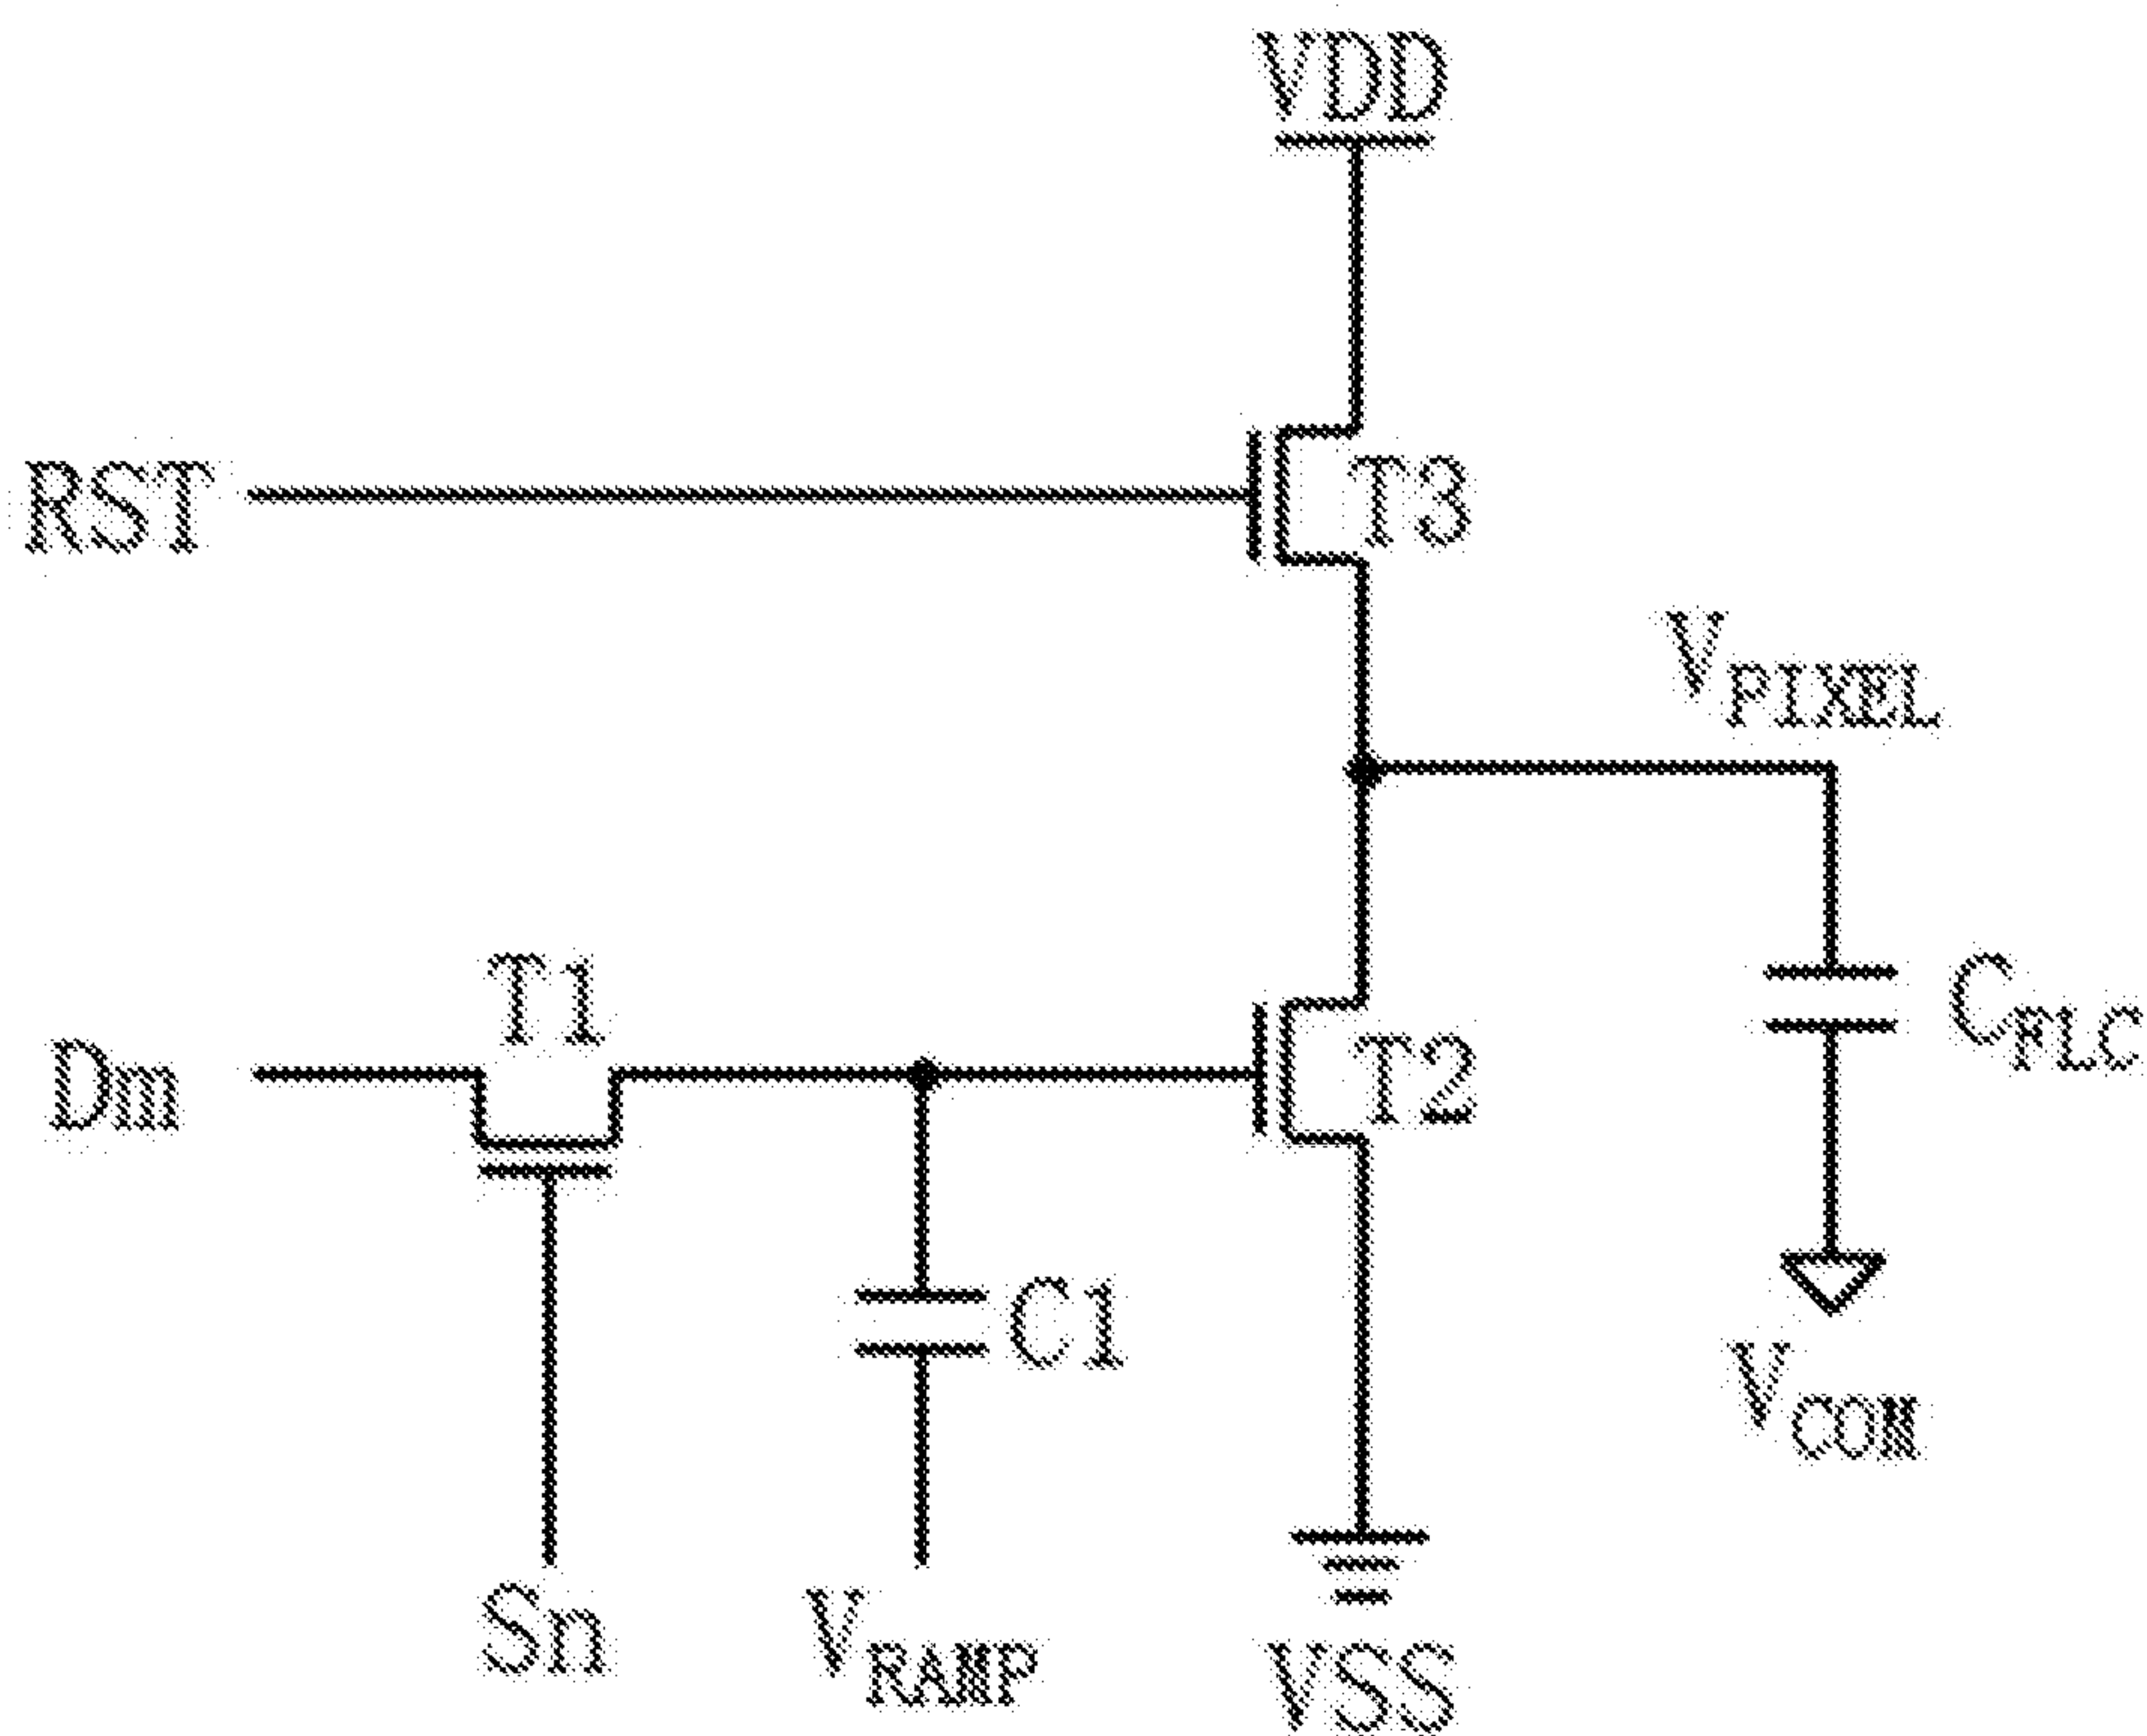 VDD
RST
T3
VPIXEL
T1
Dm
T2
CFLC
C1
VCOM
Sn
VRAMP
VSS